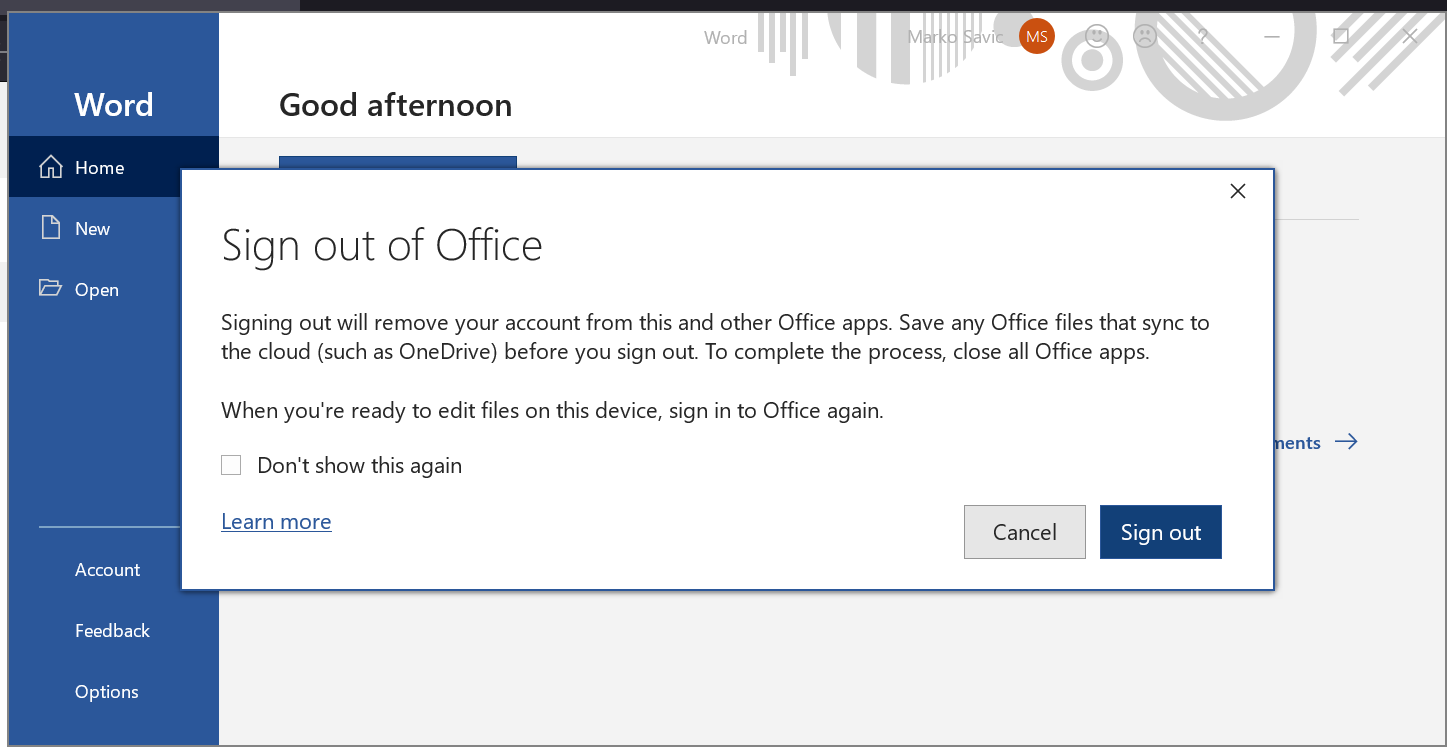 Word
Marko Savic
MS
?
Word
Good afternoon
Home
New
Open
Sign out of Office
Signing out will remove your account from this and other Office apps. Save any Office files that sync to
the cloud (such as OneDrive) before you sign out. To complete the process, close all Office apps.
When you're ready to edit files on this device, sign in to Office again.
ments
Don't show this again
Learn more
Cancel
Sign out
Account
Feedback
Options